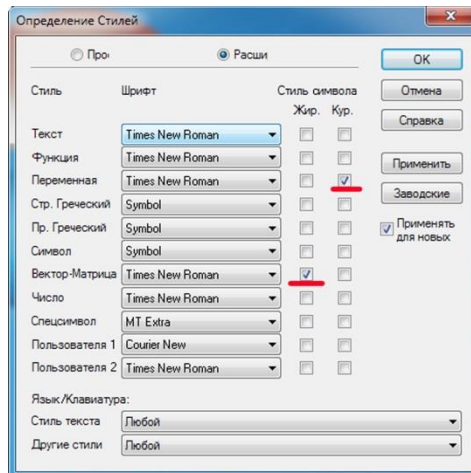 Определение Стилей
Про Расши
Стиль Шрифт Стиль символа
Жир. Кур.
Текст Times New Roman
Функция Times New Roman
Переменная Times New Roman
Стр. Греческий Symbol
Пр. Греческий Symbol
Символ Symbol
Вектор-Матрица Times New Roman
Число Times New Roman
Спецсимвол MT Extra
Пользователя 1 Courier New
Пользователя 2 Times New Roman
Язык/Клавиатура:
Стиль текста Любой
Другие стили Любой
OK
Отмена
Справка
Применить
Заводские
Применять
для новых